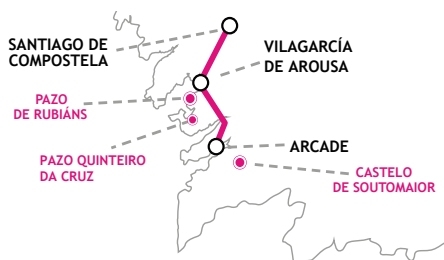 SANTIAGO DE
COMPOSTELA
VILAGARCÍA
DE AROUSA
PAZO
DE RUBIÁNS
PAZO QUINTEIRO
DA CRUZ
ARCADE
CASTELO
DE SOUTOMAIOR